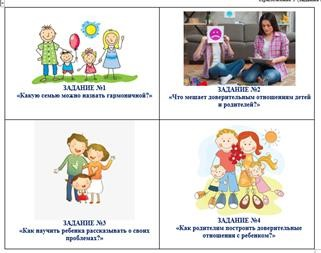 ЗАДАНИЕ №1
«Какую семью можно назвать гармоничной?»
ЗАДАНИЕ №2
«Что мешает доверительным отношениям детей
и родителей?»
ЗАДАНИЕ №3
«Как научить ребенка рассказывать о своих
проблемах?»
ЗАДАНИЕ №4
«Как родителям построить доверительные
отношения с ребенком?»